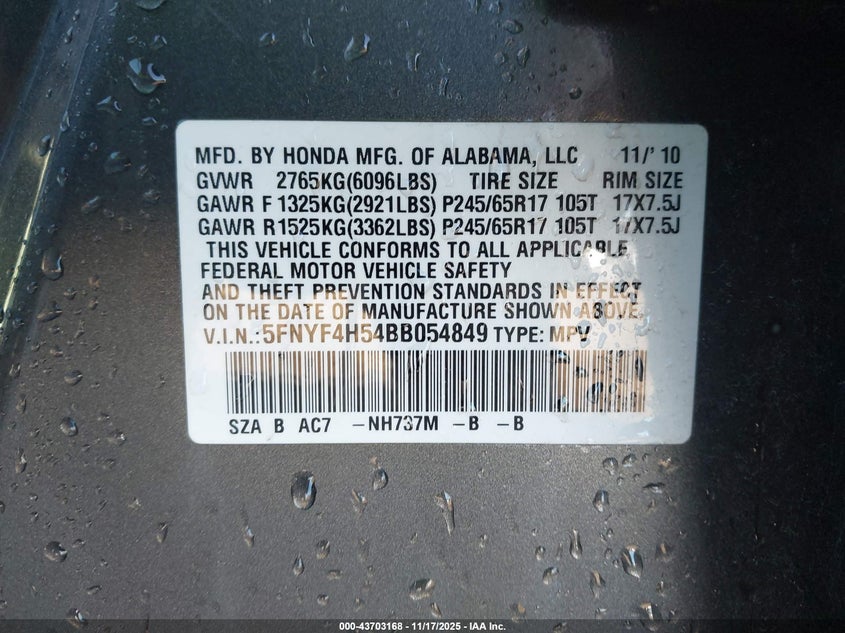 MFD. BY HONDA MFG. OF ALABAMA, LLC 11/' 10
GVWR 2765KG(6096LBS) TIRE SIZE RIM SIZE
GAWR F 1325KG(2921LBS) P245/65R17 105T 17X7.5J
GAWR R 1525KG(3362LBS) P245/65R17 105T 17X7.5J
THIS VEHICLE CONFORMS TO ALL APPLICABLE
FEDERAL MOTOR VEHICLE SAFETY
AND THEFT PREVENTION STANDARDS IN EFFECT
ON THE DATE OF MANUFACTURE SHOWN ABOVE.
V.I.N.:5FNYF4H54BB054849 TYPE: MPV
SZA B AC7 -NH737M -B -B
000-43703168 - 11/17/2025 - IAA Inc.